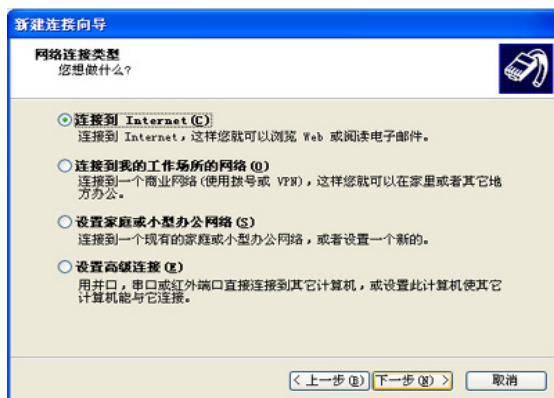 新建连接向导
网络连接类型
您想做什么?
连接到 Internet(C)
连接到 Internet,这样您就可以浏览 Web 或阅读电子邮件。
连接到我的工作场所的网络(O)
连接到一个商业网络(使用拨号或 VPN),这样您就可以在家里或者其它地
方办公。
设置家庭或小型办公网络(S)
连接到一个现有的家庭或小型办公网络,或者设置一个新的。
设置高级连接(E)
用并口,串口或红外端口直接连接到其它计算机,或设置此计算机使其它
计算机能与它连接。
< 上一步(B) 下一步(N) > 取消